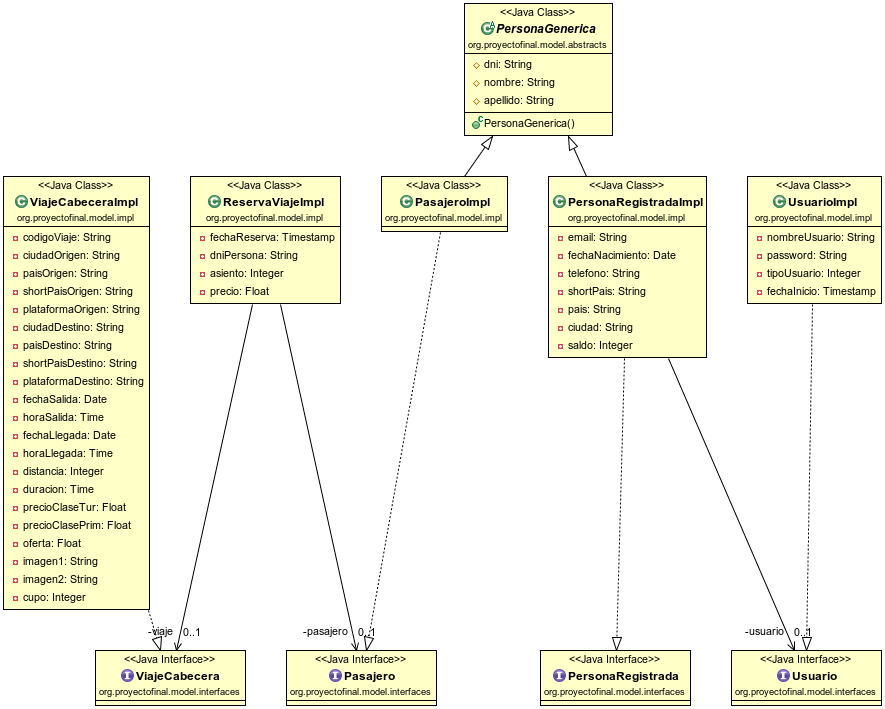 <<Java Class>>
PersonaGenerica
org.proyectofinal.model.abstracts
dni: String
nombre: String
apellido: String
PersonaGenerica()
<<Java Class>>
ViajeCabeceraImpl
org.proyectofinal.model.impl
codigoViaje: String
ciudadOrigen: String
paisOrigen: String
shortPaisOrigen: String
plataformaOrigen: String
ciudadDestino: String
paisDestino: String
shortPaisDestino: String
plataformaDestino: String
fechaSalida: Date
horaSalida: Time
fechaLlegada: Date
horaLlegada: Time
distancia: Integer
duracion: Time
precioClaseTur: Float
precioClasePrim: Float
oferta: Float
imagen1: String
imagen2: String
cupo: Integer
<<Java Class>>
ReservaViajeImpl
org.proyectofinal.model.impl
fechaReserva: Timestamp
dniPersona: String
asiento: Integer
precio: Float
<<Java Class>>
PasajeroImpl
org.proyectofinal.model.impl
<<Java Class>>
PersonaRegistradaImpl
org.proyectofinal.model.impl
email: String
fechaNacimiento: Date
telefono: String
shortPais: String
pais: String
ciudad: String
saldo: Integer
<<Java Class>>
UsuarioImpl
org.proyectofinal.model.impl
nombreUsuario: String
password: String
tipoUsuario: Integer
fechaInicio: Timestamp
-viaje 0..1
-pasajero 0..1
-usuario 0..1
<<Java Interface>>
ViajeCabecera
org.proyectofinal.model.interfaces
<<Java Interface>>
Pasajero
org.proyectofinal.model.interfaces
<<Java Interface>>
PersonaRegistrada
org.proyectofinal.model.interfaces
<<Java Interface>>
Usuario
org.proyectofinal.model.interfaces